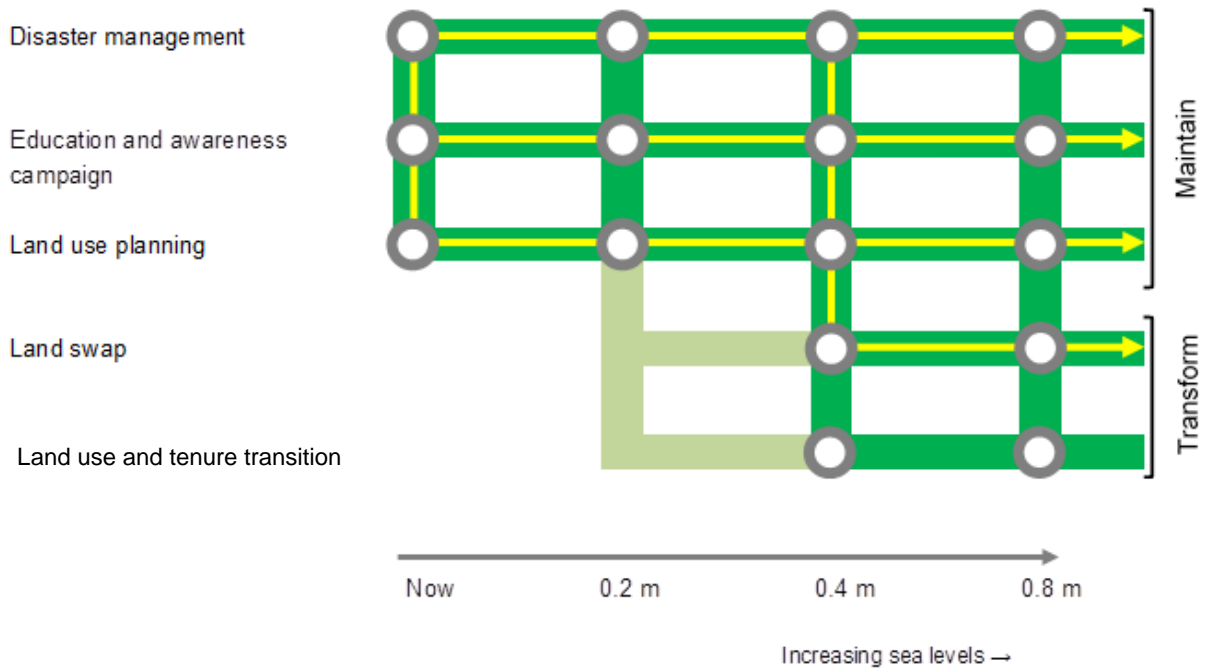 Disaster management
Education and awareness
campaign
Land use planning
Maintain
Land swap
Land use and tenure transition
Transform
Now
0.2 m
0.4 m
0.8 m
Increasing sea levels →